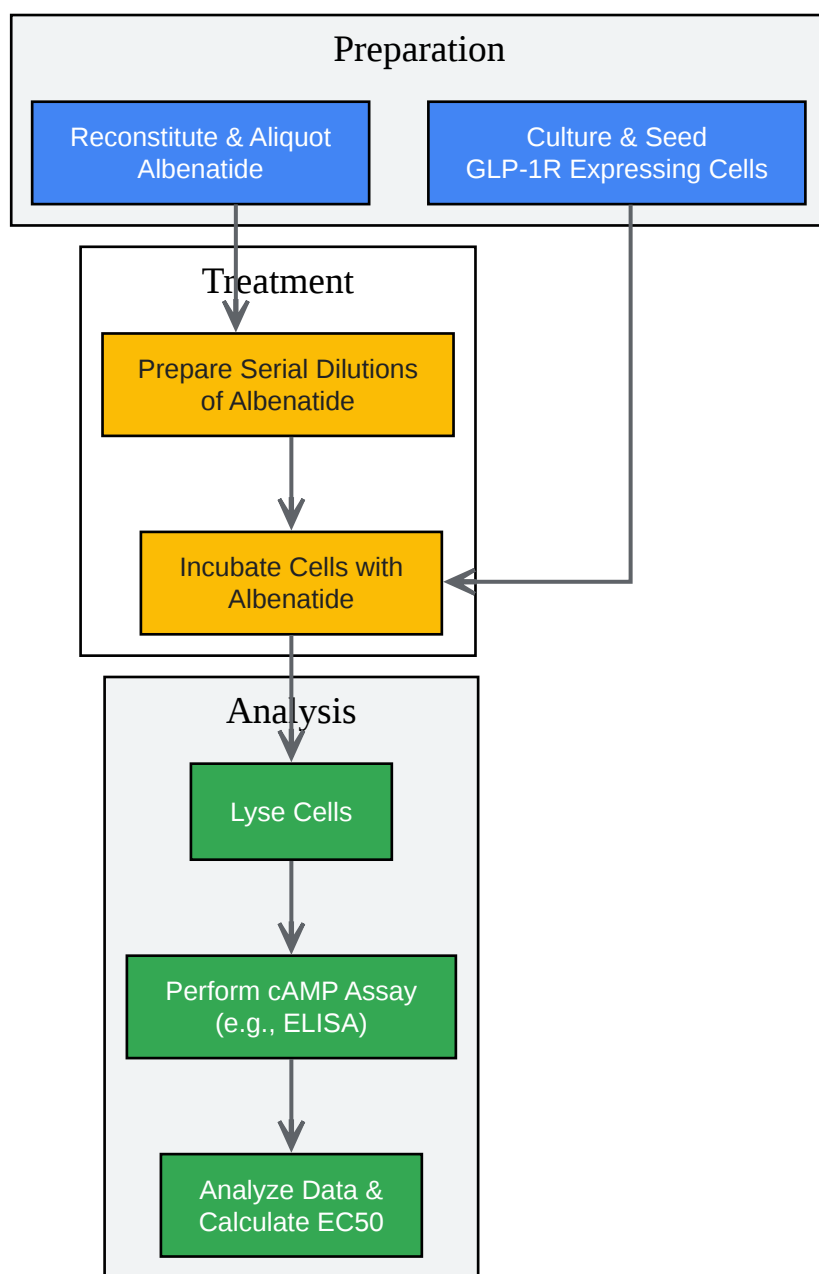 Preparation
Reconstitute & Aliquot
Albenatide
Culture & Seed
GLP-1R Expressing Cells
Treatment
Prepare Serial Dilutions
of Albenatide
Incubate Cells with
Albenatide
Analysis
Lyse Cells
Perform cAMP Assay
(e.g., ELISA)
Analyze Data &
Calculate EC50